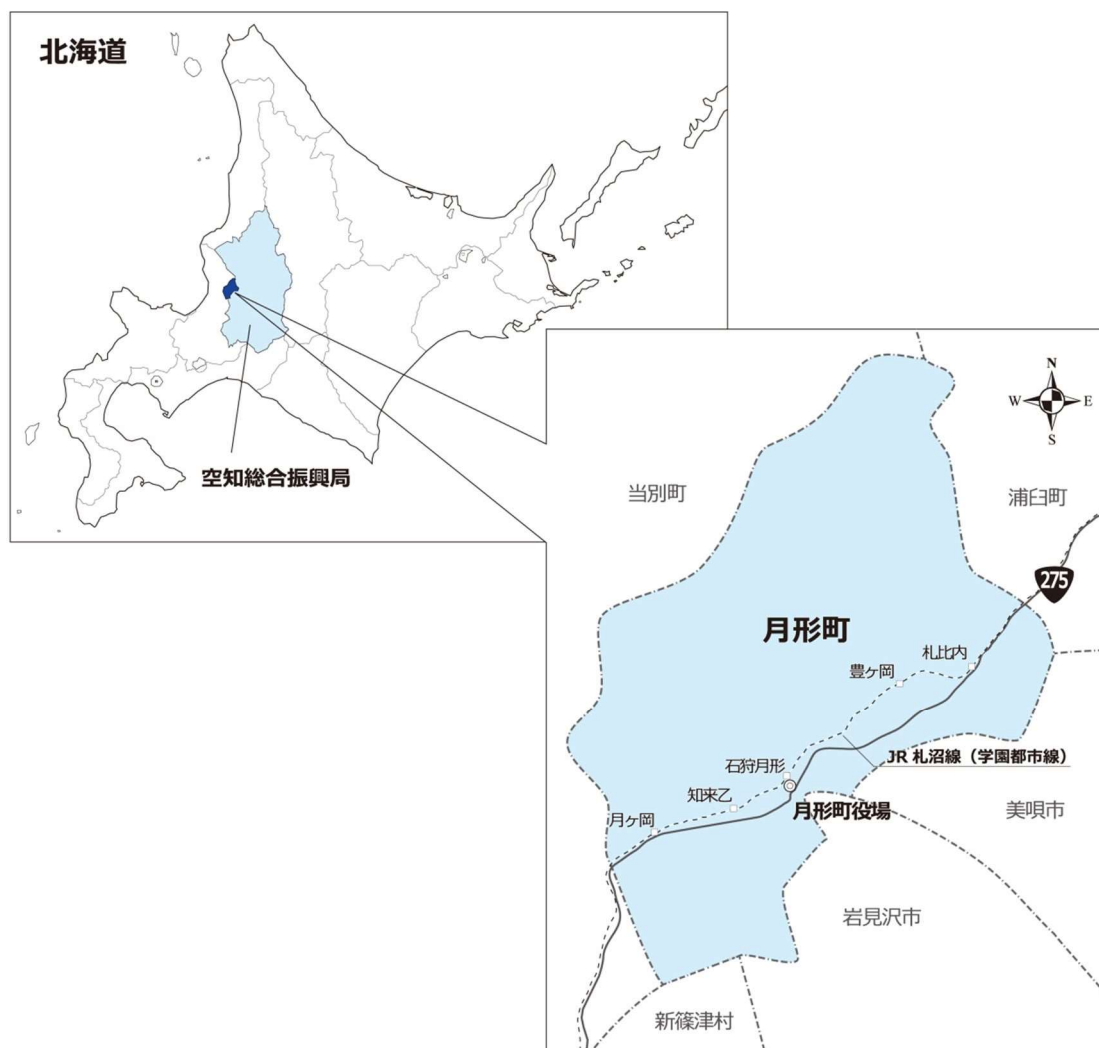 北海道
空知総合振興局
N
W
E
S
当別町
浦臼町
275
月形町
札比内
豊ヶ岡
JR 札沼線（学園都市線）
石狩月形
知来乙
月形町役場
月ヶ岡
美唄市
岩見沢市
新篠津村